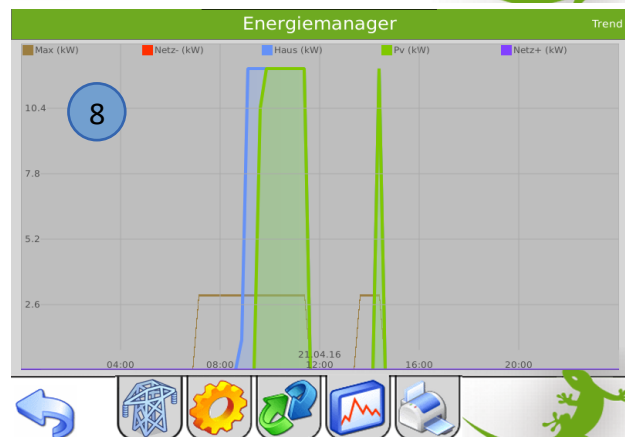 Energiemanager
Trend
Max (kW) Netz- (kW) Haus (kW) Pv (kW) Netz+ (kW)
8
10.4
7.8
5.2
2.6
21.04.16
04:00 08:00 12:00 16:00 20:00